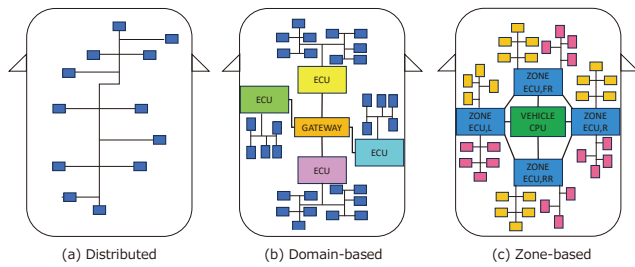 ECU
ECU
GATEWAY
ECU
ECU
ZONE
ECU,FR
ZONE
ECU,L
VEHICLE
CPU
ZONE
ECU,R
ZONE
ECU,RR
(a) Distributed
(b) Domain-based
(c) Zone-based